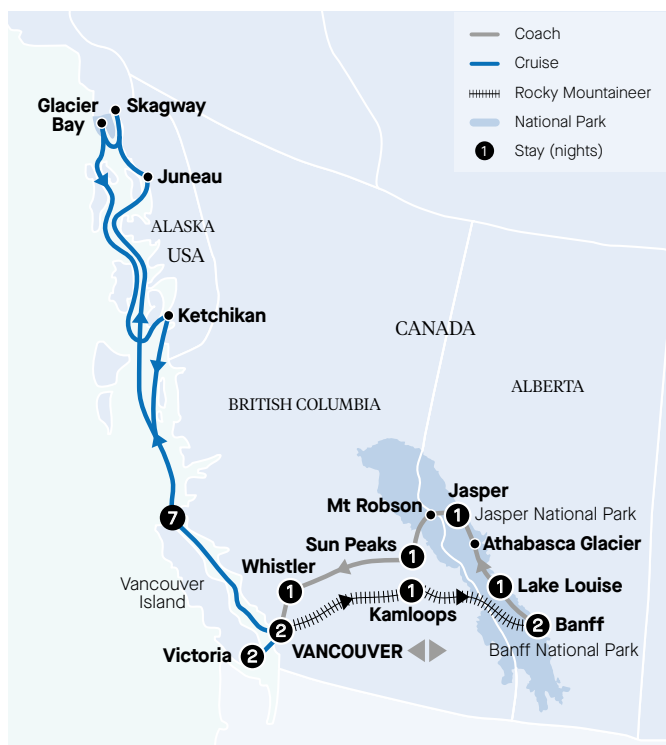 Coach
Cruise
Rocky Mountaineer
National Park
1 Stay (nights)
Glacier
Bay
Skagway
Juneau
ALASKA
USA
Ketchikan
CANADA
ALBERTA
BRITISH COLUMBIA
Jasper
Mt Robson
1
Jasper National Park
7
Sun Peaks
1
Athabasca Glacier
Whistler
1
1
Lake Louise
Vancouver
Island
1
Kamloops
2
2
Banff
Victoria
2
VANCOUVER
Banff National Park